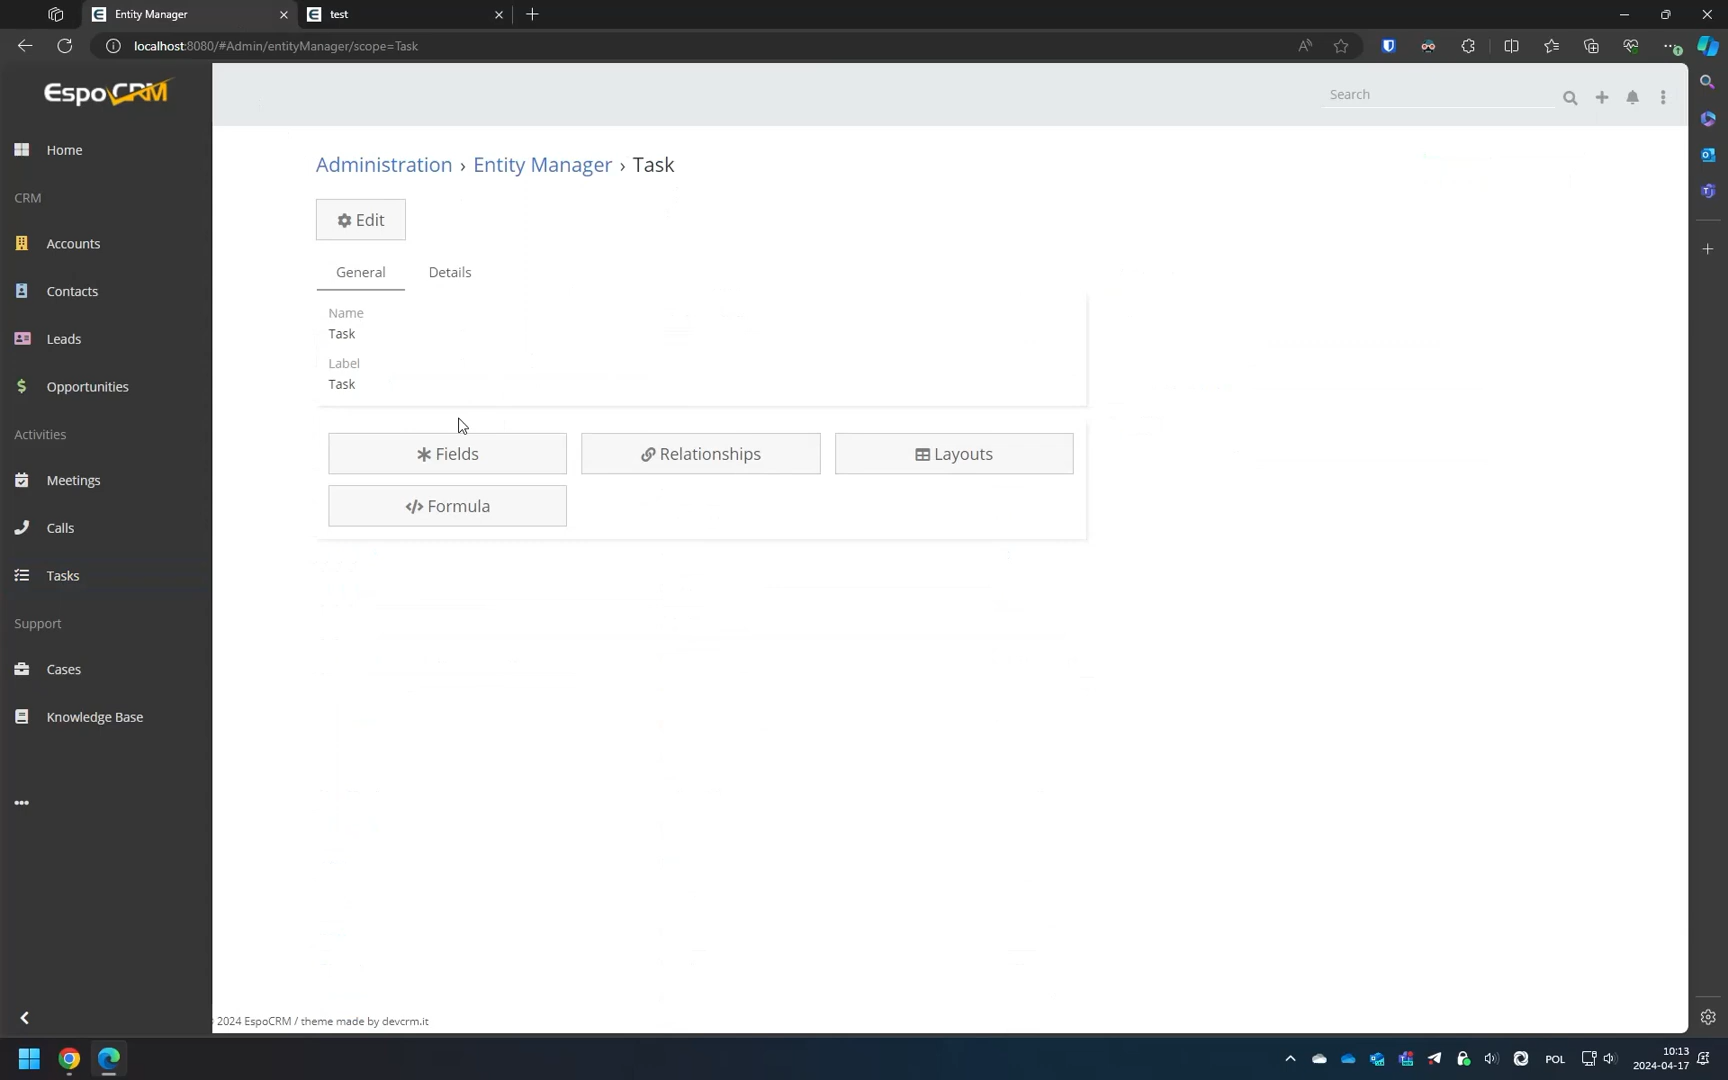 Entity Manager
test
localhost:8080/#Admin/entityManager/scope=Task
EspoCRM
Search
Home
CRM
Accounts
Contacts
Leads
Opportunities
Activities
Meetings
Calls
Tasks
Support
Cases
Knowledge Base
Administration › Entity Manager › Task
Edit
General
Details
Name
Task
Label
Task
Fields
Relationships
Layouts
Formula
2024 EspoCRM / theme made by devcrm.it
POL
10:13
2024-04-17